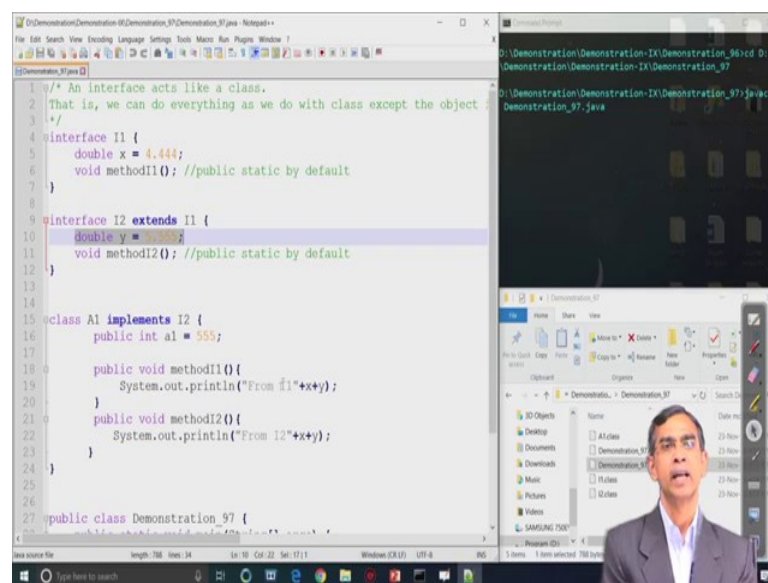 D:\Demonstration\Demonstration-IX\Demonstration_97\Demonstration_97.java - Notepad++
File Edit Search View Encoding Language Settings Tools Macro Run Plugins Window ?
Demonstration_97.java
1 /* An interface acts like a class.
2 That is, we can do everything as we do with class except the object i
3 */
4 interface I1 {
5 double x = 4.444;
6 void methodI1(); //public static by default
7 }
8
9 interface I2 extends I1 {
10 double y = 5.555;
11 void methodI2(); //public static by default
12 }
13
14
15 class A1 implements I2 {
16 public int a1 = 555;
17
18 public void methodI1(){
19 System.out.println("From I1"+x+y);
20 }
21 public void methodI2(){
22 System.out.println("From I2"+x+y);
23 }
24 }
25
26
27 public class Demonstration_97 {
Java source file length: 788 lines: 34 Ln: 10 Col: 22 Sel: 17|1 Windows (CR LF) UTF-8 INS
Type here to search
Command Prompt
D:\Demonstration\Demonstration-IX\Demonstration_96>cd D:
\Demonstration\Demonstration-IX\Demonstration_97
D:\Demonstration\Demonstration-IX\Demonstration_97>javac
Demonstration_97.java
Demonstration_97
File Home Share View
Copy Paste Move to Delete New folder Properties
Copy to Rename
Clipboard Organize New Open
Demonstratio... Demonstration_97
Name
3D Objects
Desktop
Documents
Downloads
Music
Pictures
Videos
A1.class
Demonstration_97
Demonstration_97
I1.class
I2.class
23-Nov
23-Nov
5 items 1 item selected 788 bytes